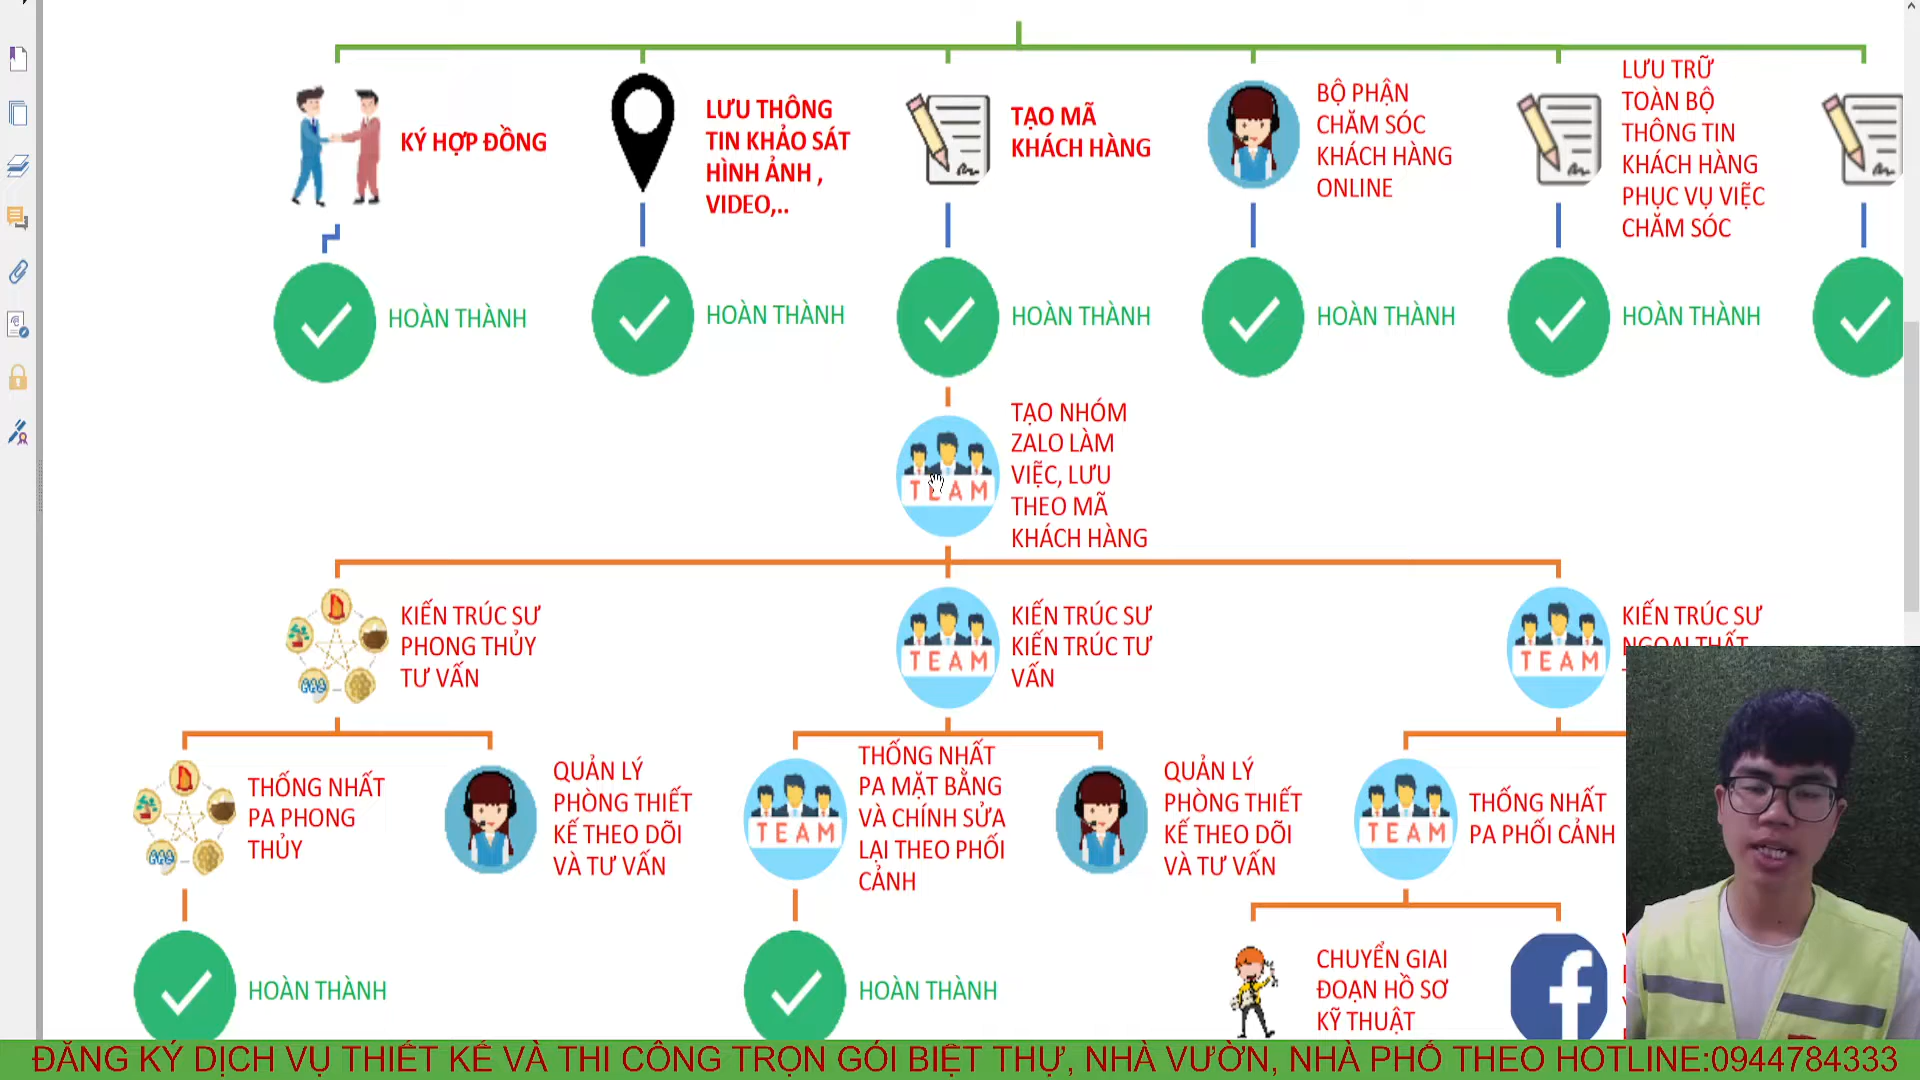 KÝ HỢP ĐỒNG
LƯU THÔNG
TIN KHẢO SÁT
HÌNH ẢNH ,
VIDEO,..
TẠO MÃ
KHÁCH HÀNG
BỘ PHẬN
CHĂM SÓC
KHÁCH HÀNG
ONLINE
LƯU TRỮ
TOÀN BỘ
THÔNG TIN
KHÁCH HÀNG
PHỤC VỤ VIỆC
CHĂM SÓC
HOÀN THÀNH
HOÀN THÀNH
HOÀN THÀNH
HOÀN THÀNH
HOÀN THÀNH
TEAM
TẠO NHÓM
ZALO LÀM
VIỆC, LƯU
THEO MÃ
KHÁCH HÀNG
KIẾN TRÚC SƯ
PHONG THỦY
TƯ VẤN
TEAM
KIẾN TRÚC SƯ
KIẾN TRÚC TƯ
VẤN
TEAM
KIẾN TRÚC SƯ
NGOẠI THẤT
THỐNG NHẤT
PA PHONG
THỦY
QUẢN LÝ
PHÒNG THIẾT
KẾ THEO DÕI
VÀ TƯ VẤN
TEAM
THỐNG NHẤT
PA MẶT BẰNG
VÀ CHÍNH SỬA
LẠI THEO PHỐI
CẢNH
QUẢN LÝ
PHÒNG THIẾT
KẾ THEO DÕI
VÀ TƯ VẤN
TEAM
THỐNG NHẤT
PA PHỐI CẢNH
HOÀN THÀNH
HOÀN THÀNH
CHUYỂN GIAI
ĐOẠN HỒ SƠ
KỸ THUẬT
ĐĂNG KÝ DỊCH VỤ THIẾT KẾ VÀ THI CÔNG TRỌN GÓI BIỆT THỰ, NHÀ VƯỜN, NHÀ PHỐ THEO HOTLINE:0944784333